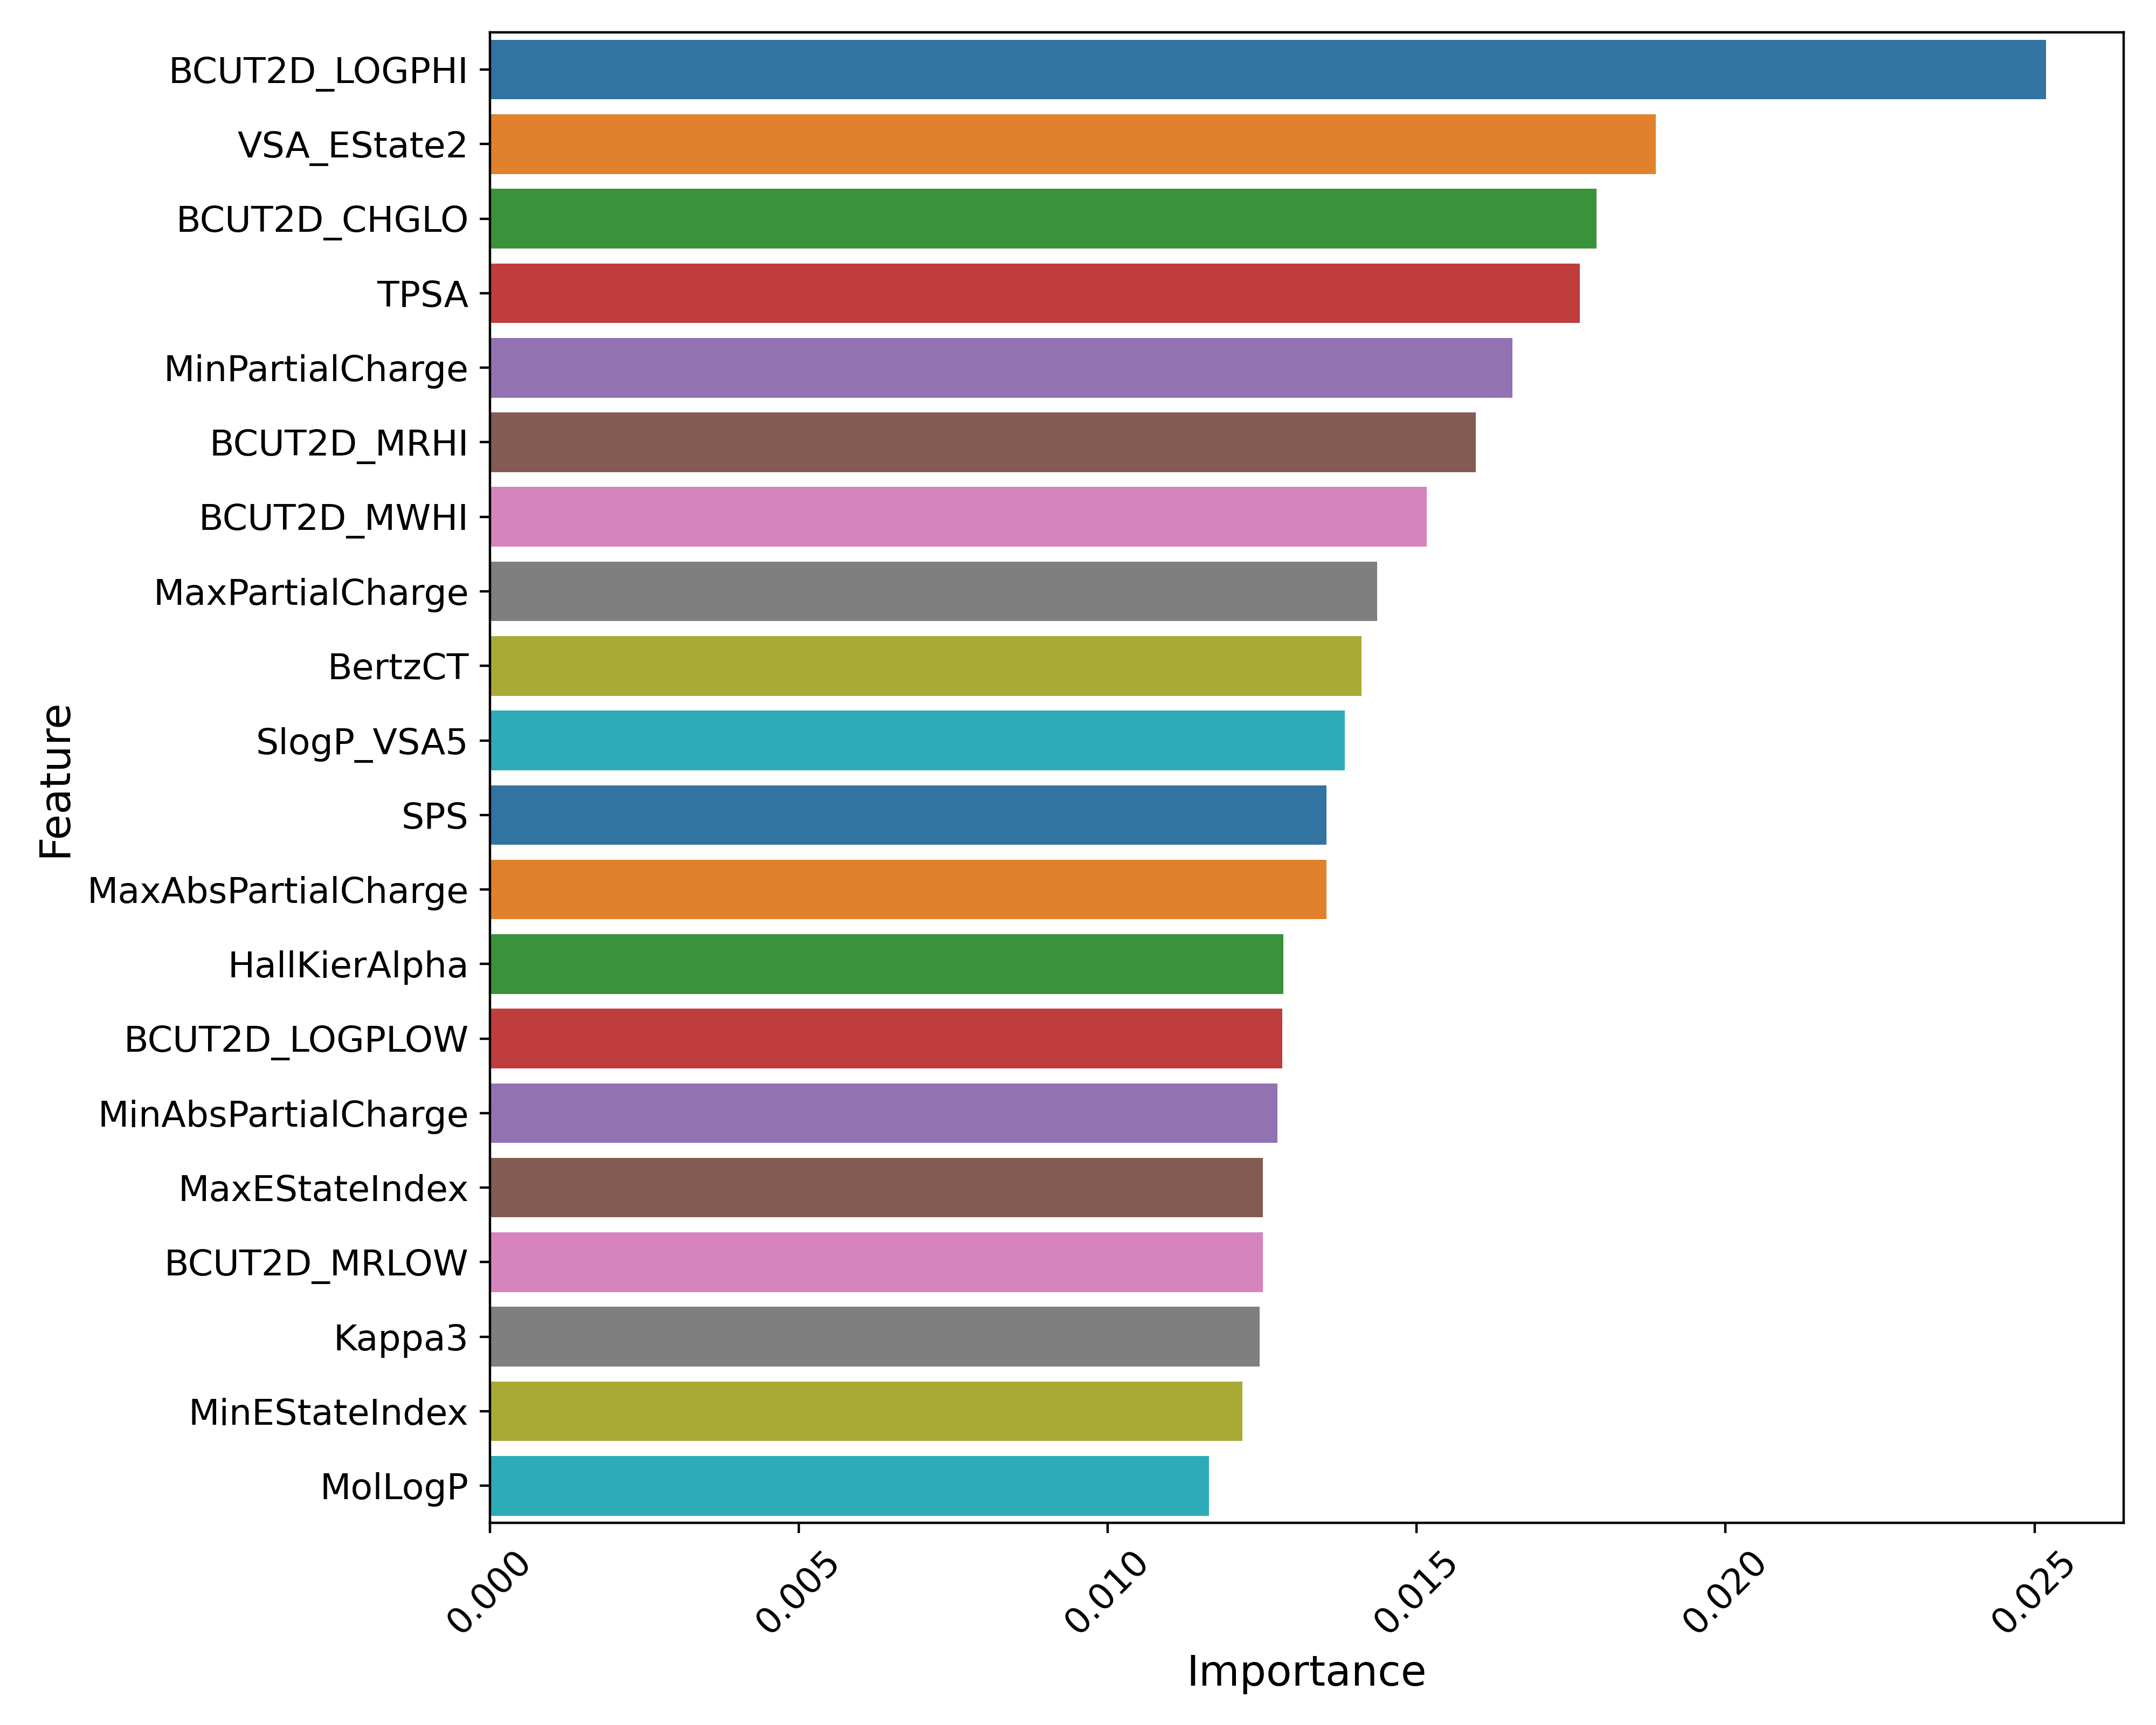 BCUT2D_LOGPHI
VSA_EState2
BCUT2D_CHGLO
TPSA
MinPartialCharge
BCUT2D_MRHI
BCUT2D_MWHI
MaxPartialCharge
BertzCT
SlogP_VSA5
SPS
MaxAbsPartialCharge
HallKierAlpha
BCUT2D_LOGPLOW
MinAbsPartialCharge
MaxEStateIndex
BCUT2D_MRLOW
Kappa3
MinEStateIndex
MolLogP
Feature
0.000 0.005 0.010 0.015 0.020 0.025
Importance